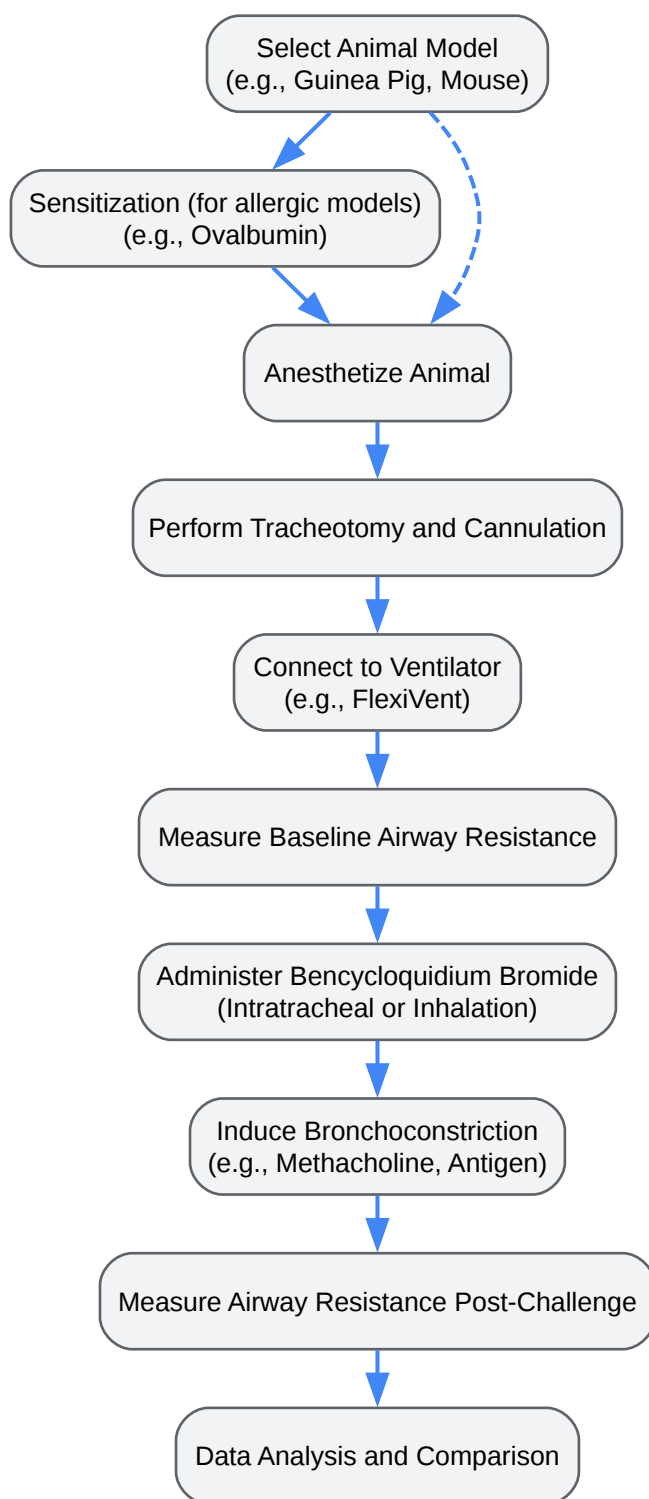 Select Animal Model
(e.g., Guinea Pig, Mouse)
Sensitization (for allergic models)
(e.g., Ovalbumin)
Anesthetize Animal
Perform Tracheotomy and Cannulation
Connect to Ventilator
(e.g., FlexiVent)
Measure Baseline Airway Resistance
Administer Bencycloquidium Bromide
(Intratracheal or Inhalation)
Induce Bronchoconstriction
(e.g., Methacholine, Antigen)
Measure Airway Resistance Post-Challenge
Data Analysis and Comparison